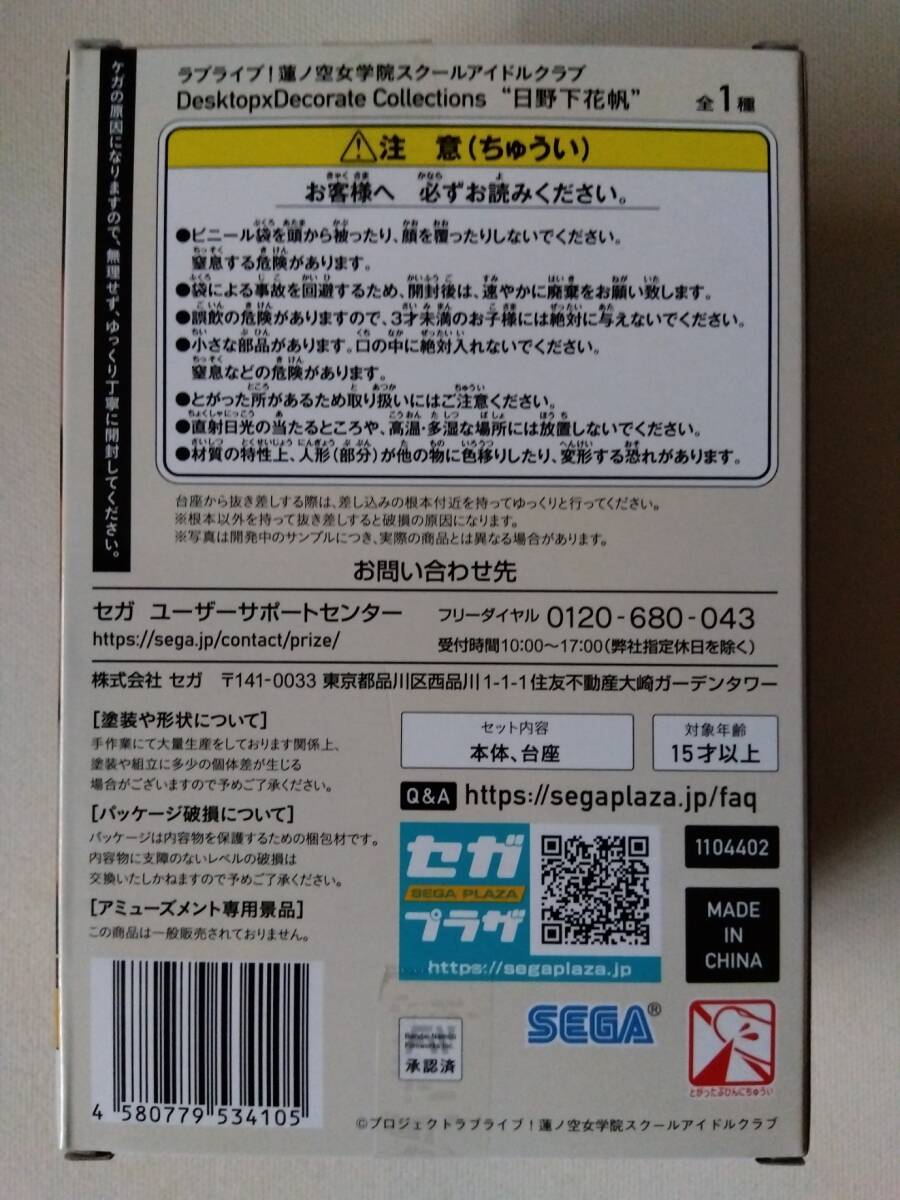 ケガの原因になりますので、無理せず、ゆっくり丁寧に開封してください。
ラブライブ！蓮ノ空女学院スクールアイドルクラブ
DesktopxDecorate Collections “日野下花帆”
全1種
⚠注 意(ちゅうい)
お客様へ 必ずお読みください。
●ビニール袋を頭から被ったり、顔を覆ったりしないでください。
窒息する危険があります。
●袋による事故を回避するため、開封後は、速やかに廃棄をお願い致します。
●誤飲の危険がありますので、3才未満のお子様には絶対に与えないでください。
●小さな部品があります。口の中に絶対入れないでください。
窒息などの危険があります。
●とがった所があるため取り扱いにはご注意ください。
●直射日光の当たるところや、高温・多湿な場所には放置しないでください。
●材質の特性上、人形(部分)が他の物に色移りしたり、変形する恐れがあります。
台座から抜き差しする際は、差し込みの根本付近を持ってゆっくりと行ってください。
※根本以外を持って抜き差しすると破損の原因になります。
※写真は開発中のサンプルにつき、実際の商品とは異なる場合があります。
お問い合わせ先
セガ ユーザーサポートセンター
https://sega.jp/contact/prize/
フリーダイヤル 0120-680-043
受付時間10:00～17:00(弊社指定休日を除く)
株式会社 セガ 〒141-0033 東京都品川区西品川1-1-1住友不動産大崎ガーデンタワー
[塗装や形状について]
手作業にて大量生産をしております関係上、
塗装や組立に多少の個体差が生じる
場合がございますので予めご了承ください。
[パッケージ破損について]
パッケージは内容物を保護するための梱包材です。
内容物に支障のないレベルの破損は
交換いたしかねますので予めご了承ください。
[アミューズメント専用景品]
この商品は一般販売されておりません。
セット内容
本体、台座
対象年齢
15才以上
Q&A https://segaplaza.jp/faq
セガ
SEGA PLAZA
プラザ
https://segaplaza.jp
1104402
MADE
IN
CHINA
4 580779 534105
Bandai Namco
Filmworks Inc.
承認済
SEGA®
とがったぶひんにちゅうい
©プロジェクトラブライブ！蓮ノ空女学院スクールアイドルクラブ